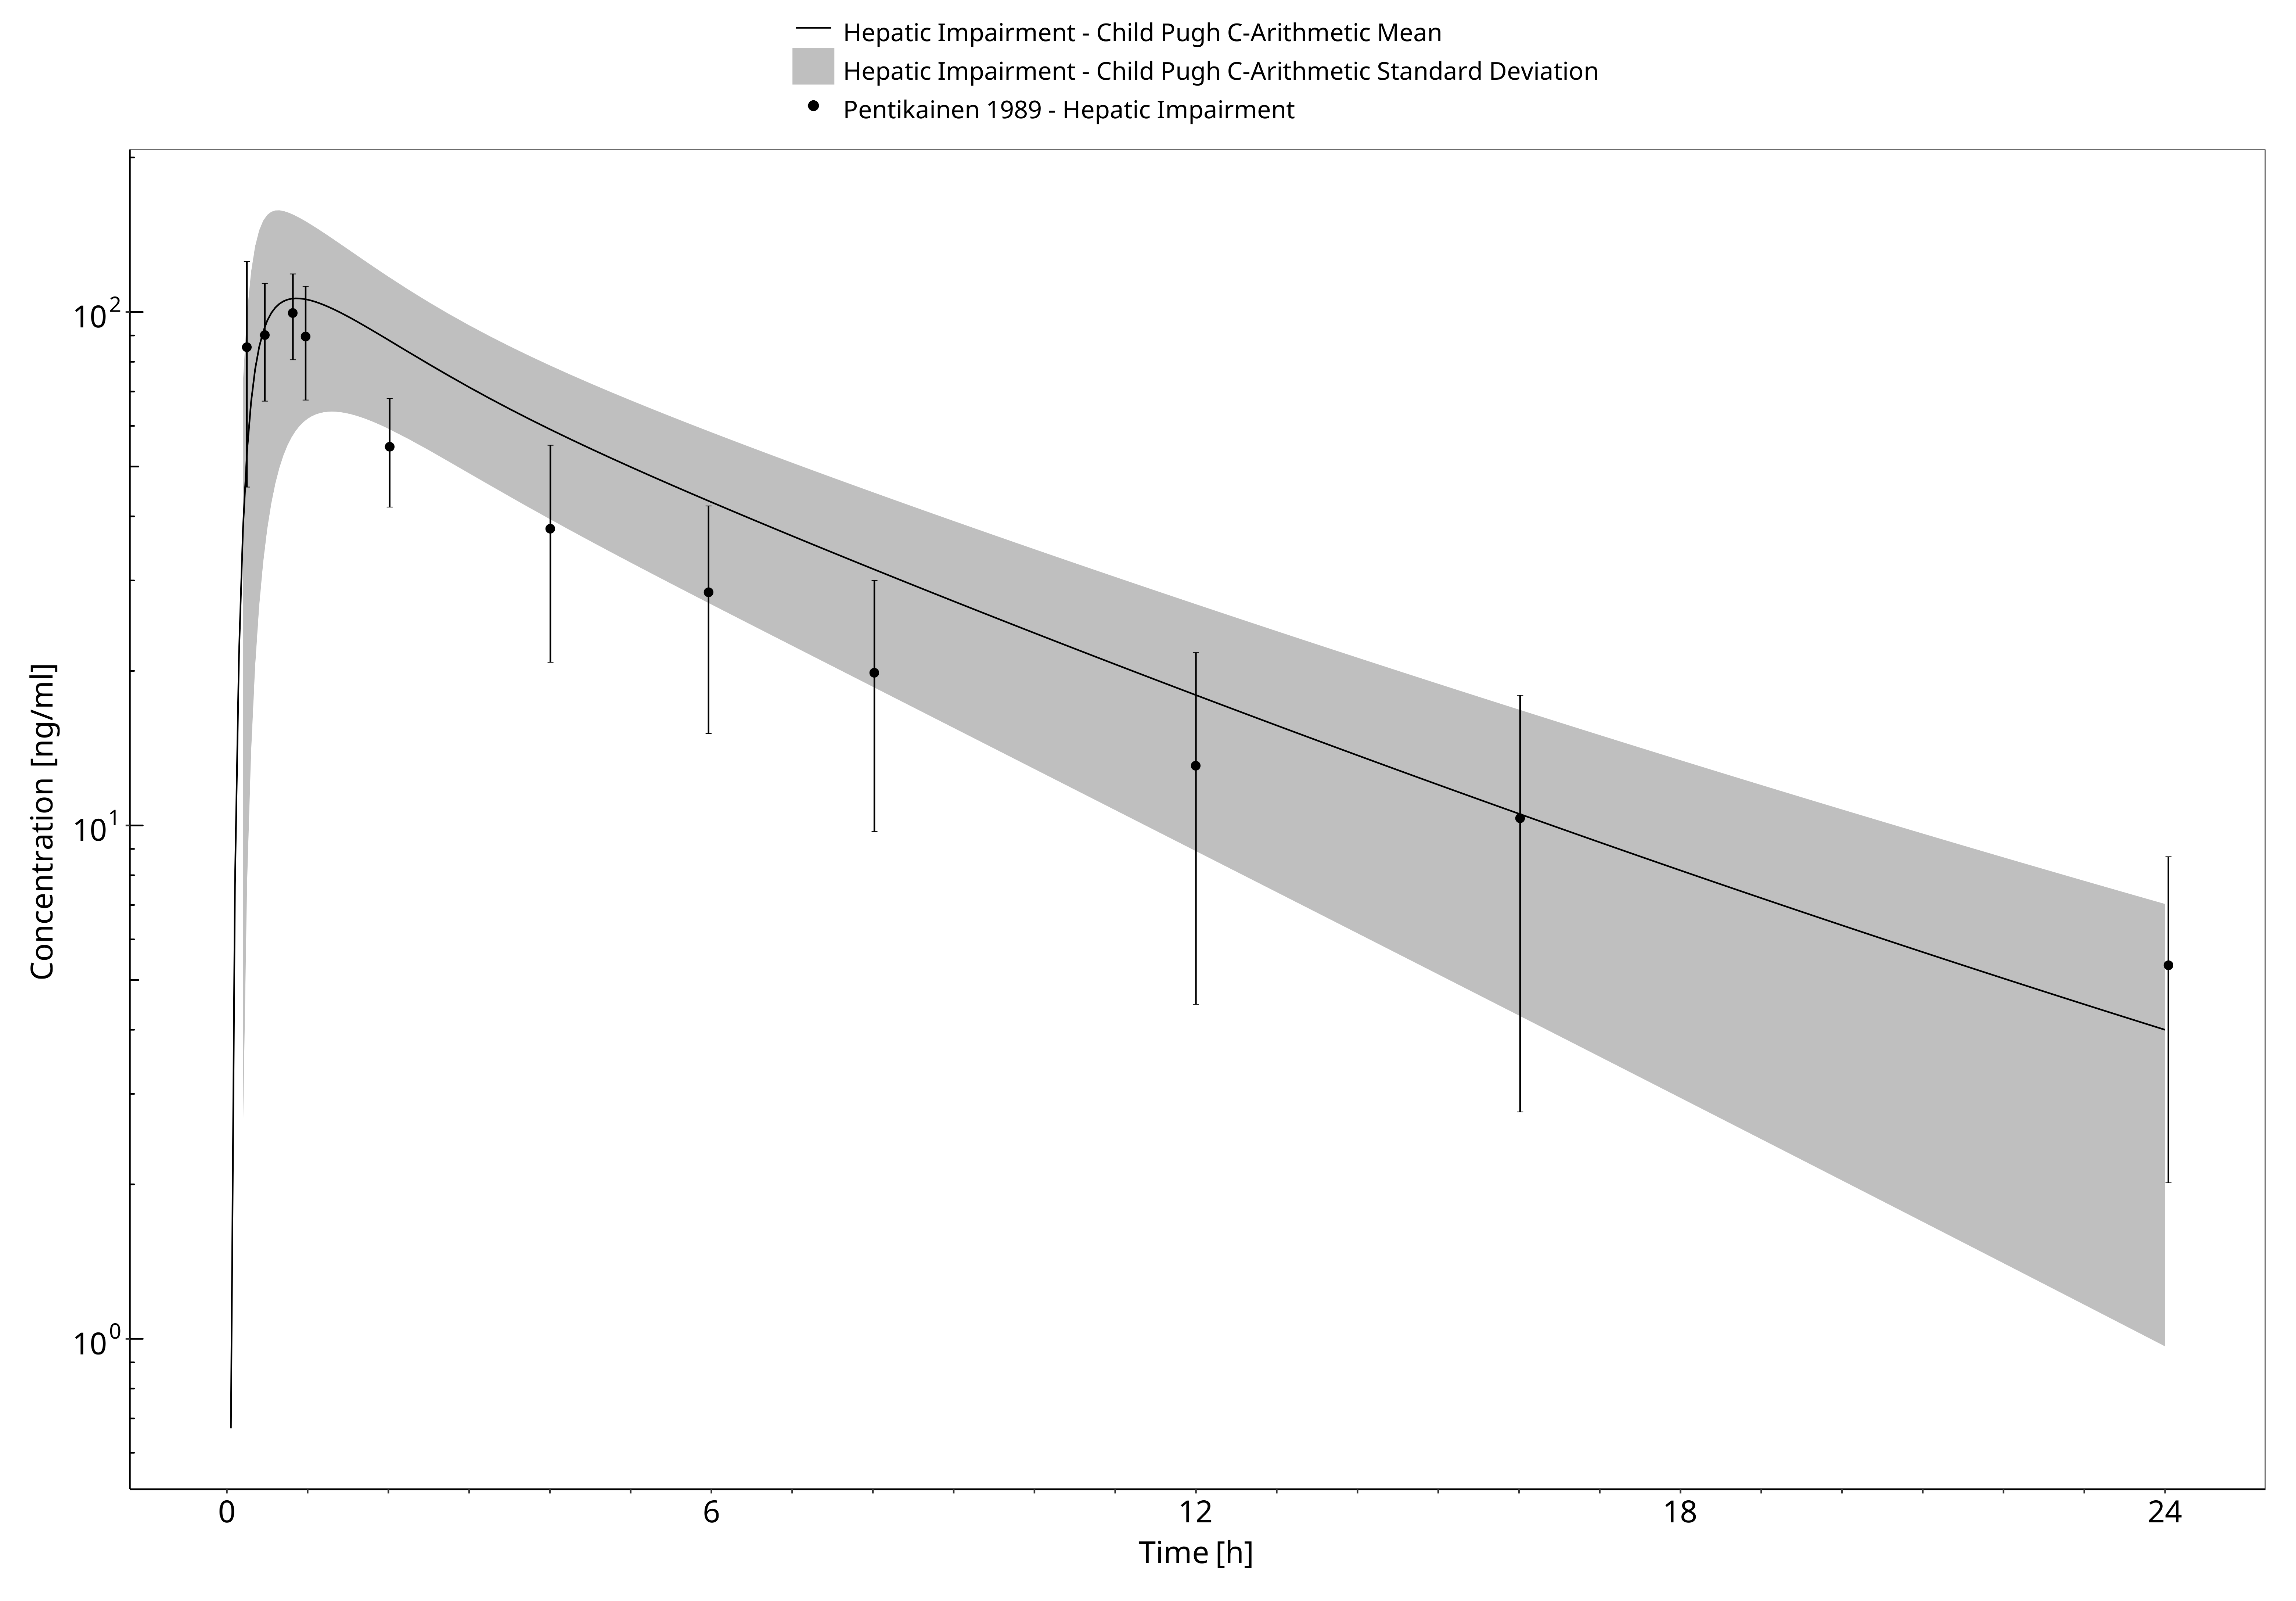 Hepatic Impairment - Child Pugh C-Arithmetic Mean
Hepatic Impairment - Child Pugh C-Arithmetic Standard Deviation
Pentikainen 1989 - Hepatic Impairment
10²
10¹
10⁰
Concentration [ng/ml]
0 6 12 18 24
Time [h]